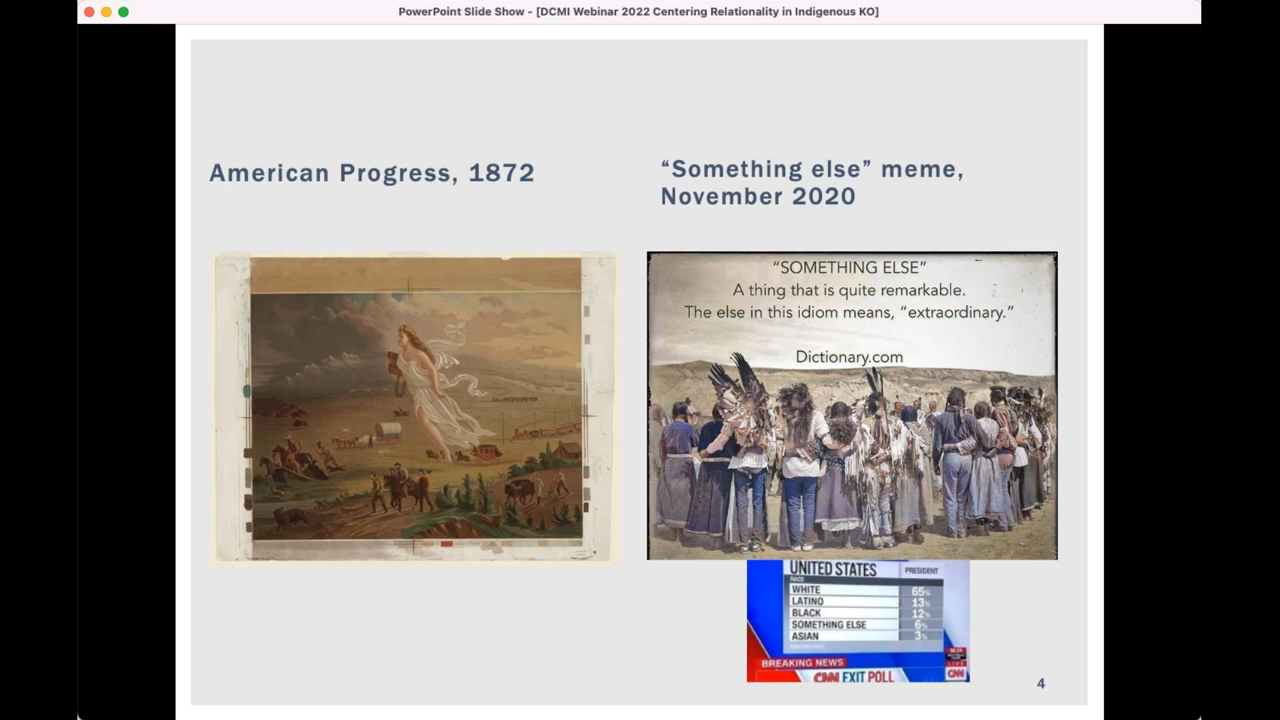 PowerPoint Slide Show - [DCMI Webinar 2022 Centering Relationality in Indigenous KO]
American Progress, 1872
“Something else” meme,
November 2020
“SOMETHING ELSE”
A thing that is quite remarkable.
The else in this idiom means, “extraordinary.”
Dictionary.com
UNITED STATES PRESIDENT
RACE
WHITE 65%
LATINO 13%
BLACK 12%
SOMETHING ELSE 6%
ASIAN 3%
BREAKING NEWS
LIVE
CNN EXIT POLL
CNN
4